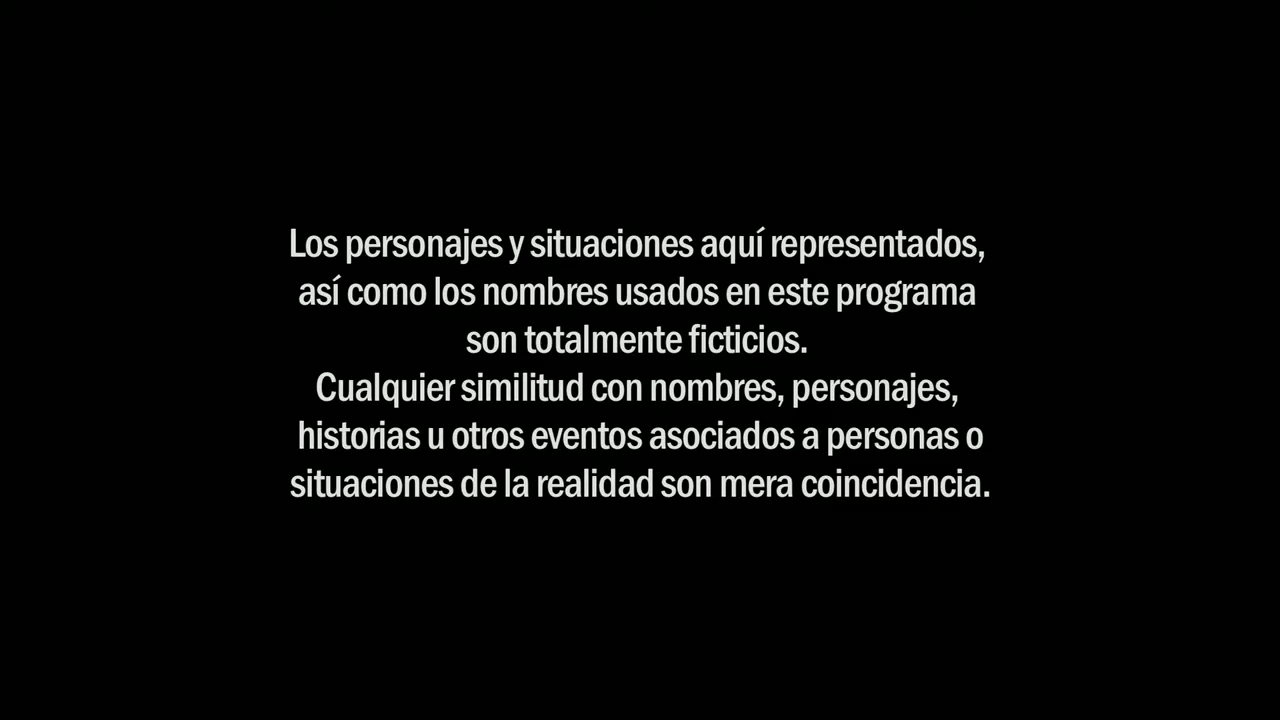 Los personajes y situaciones aquí representados,
así como los nombres usados en este programa
son totalmente ficticios.
Cualquier similitud con nombres, personajes,
historias u otros eventos asociados a personas o
situaciones de la realidad son mera coincidencia.